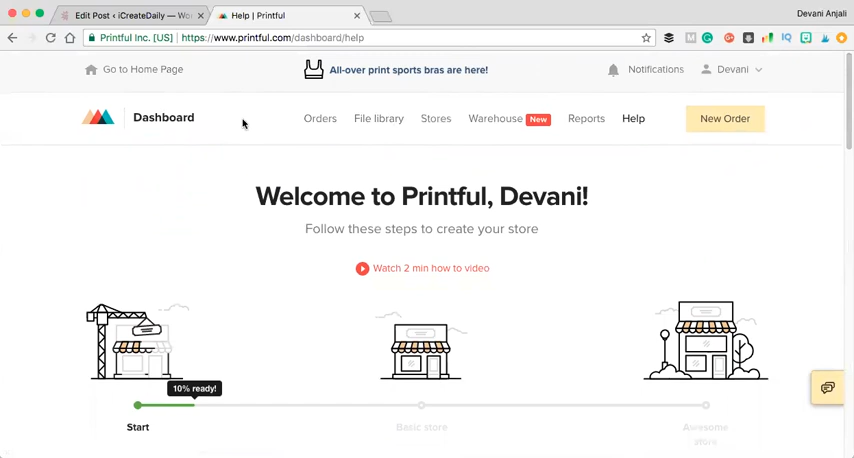 Edit Post ‹ iCreateDaily — Wo
Help | Printful
Devani Anjali
Printful Inc. [US]
https://www.printful.com/dashboard/help
Go to Home Page
All-over print sports bras are here!
Notifications
Devani
Dashboard
Orders
File library
Stores
Warehouse New
Reports
Help
New Order
Welcome to Printful, Devani!
Follow these steps to create your store
Watch 2 min how to video
10% ready!
Start
Basic store
Awesome
store